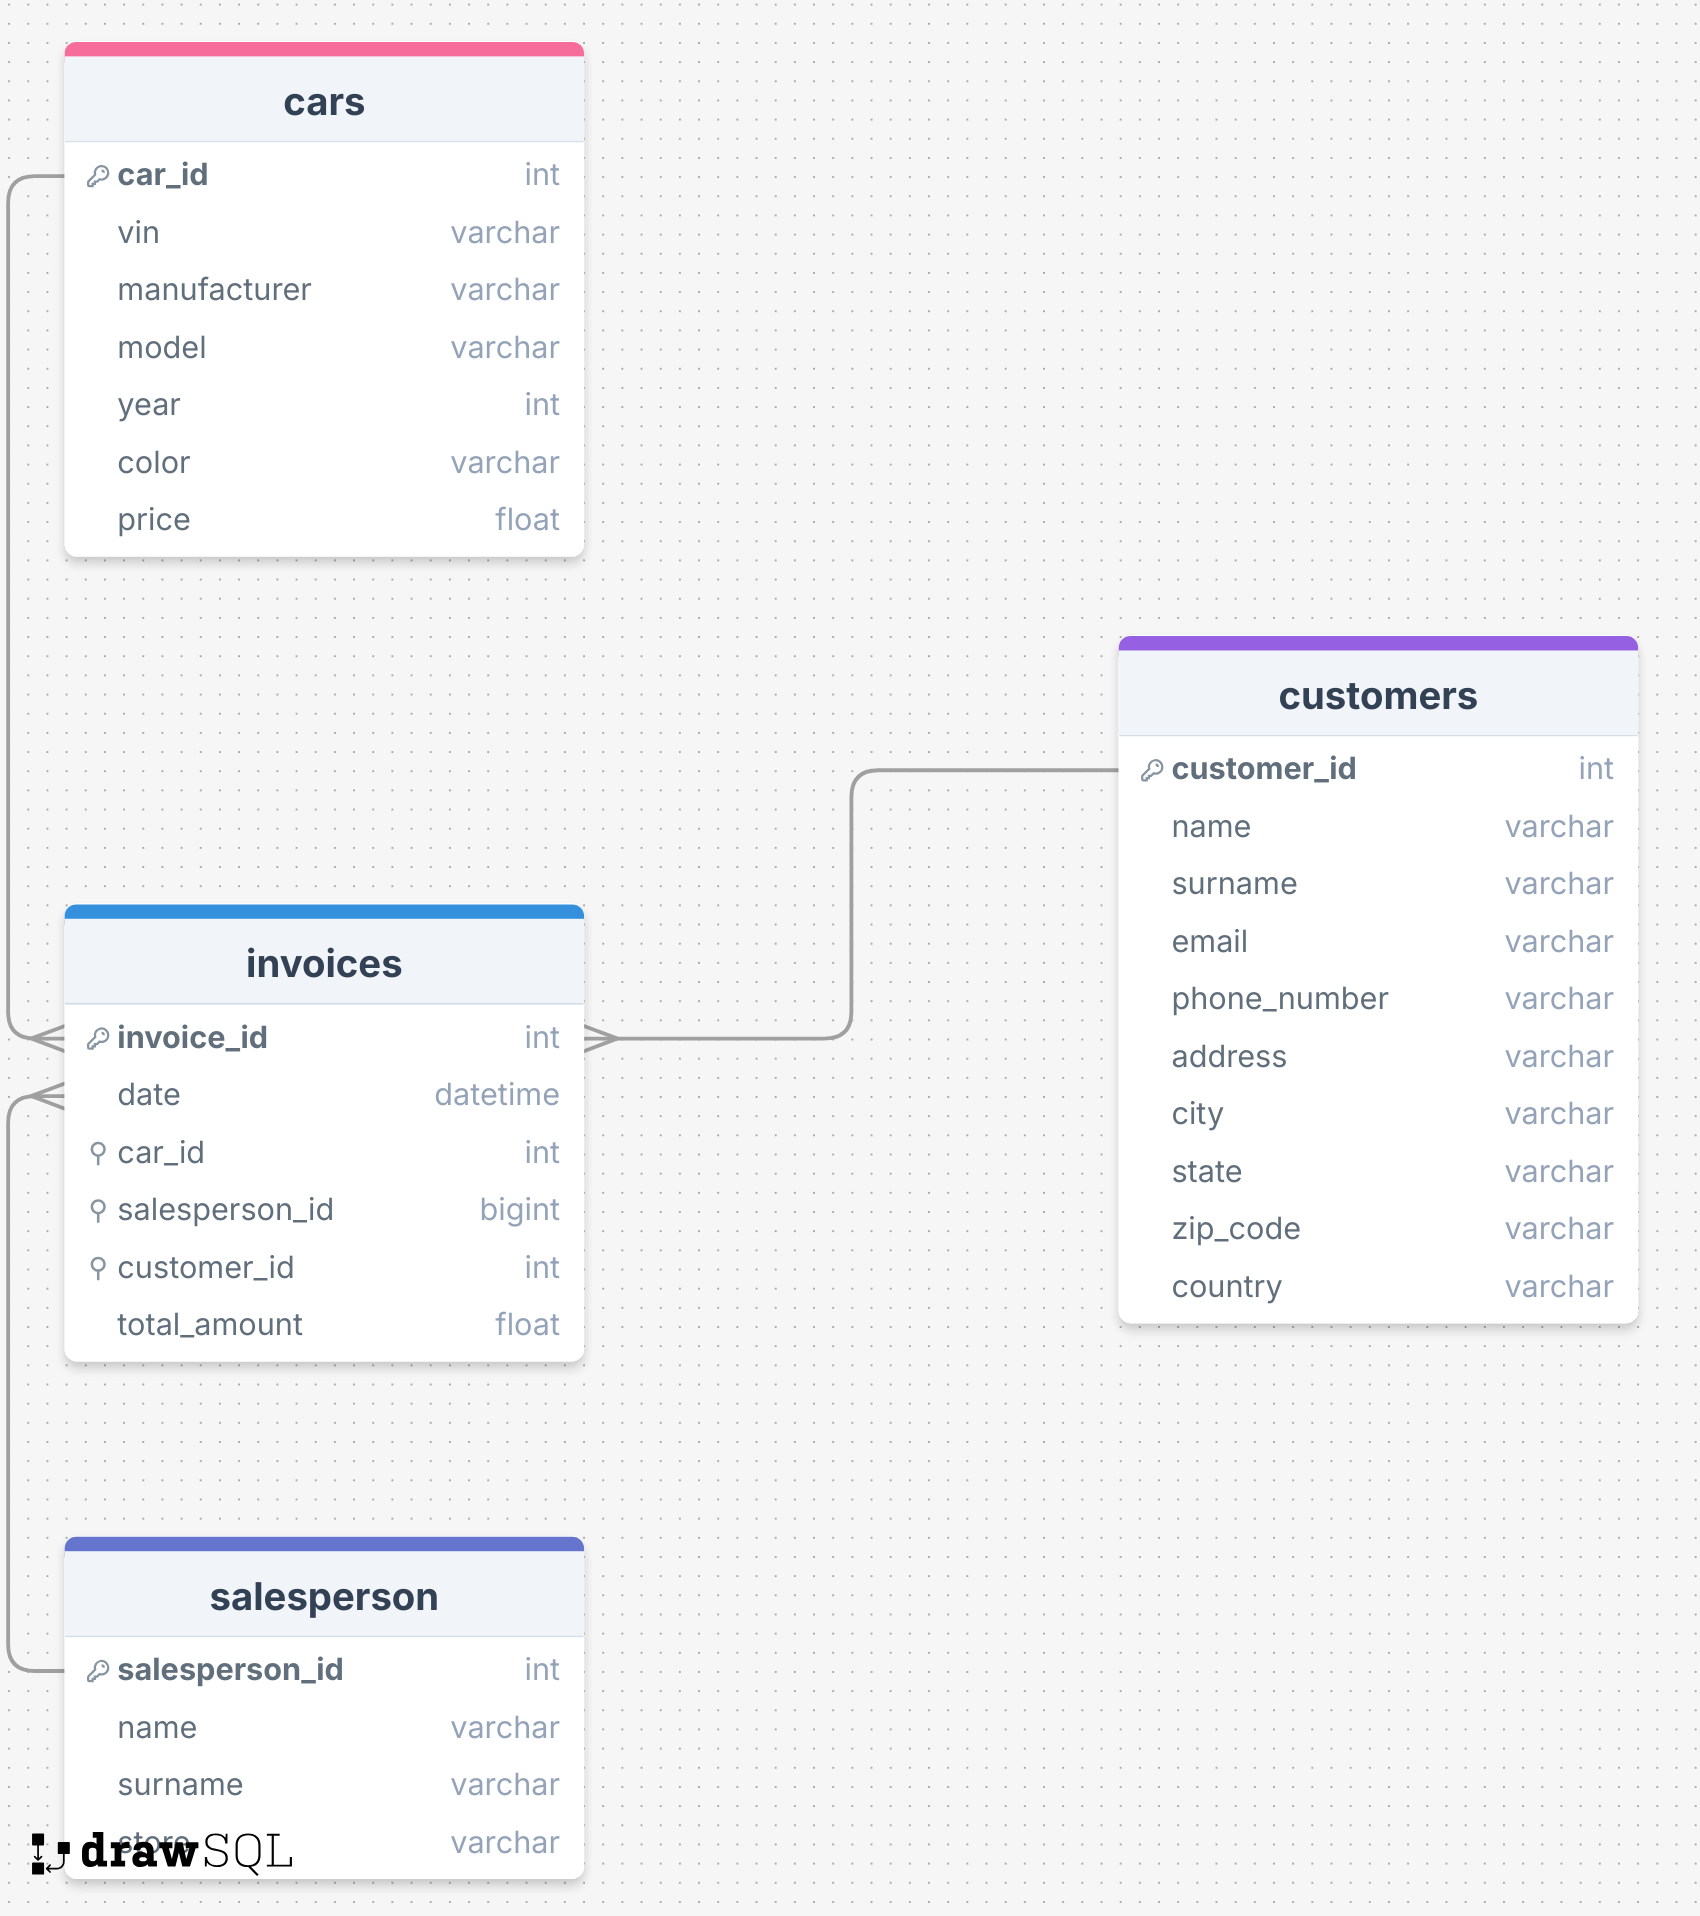 cars
car_id int
vin varchar
manufacturer varchar
model varchar
year int
color varchar
price float
customers
customer_id int
name varchar
surname varchar
email varchar
phone_number varchar
address varchar
city varchar
state varchar
zip_code varchar
country varchar
invoices
invoice_id int
date datetime
car_id int
salesperson_id bigint
customer_id int
total_amount float
salesperson
salesperson_id int
name varchar
surname varchar
store varchar
drawSQL